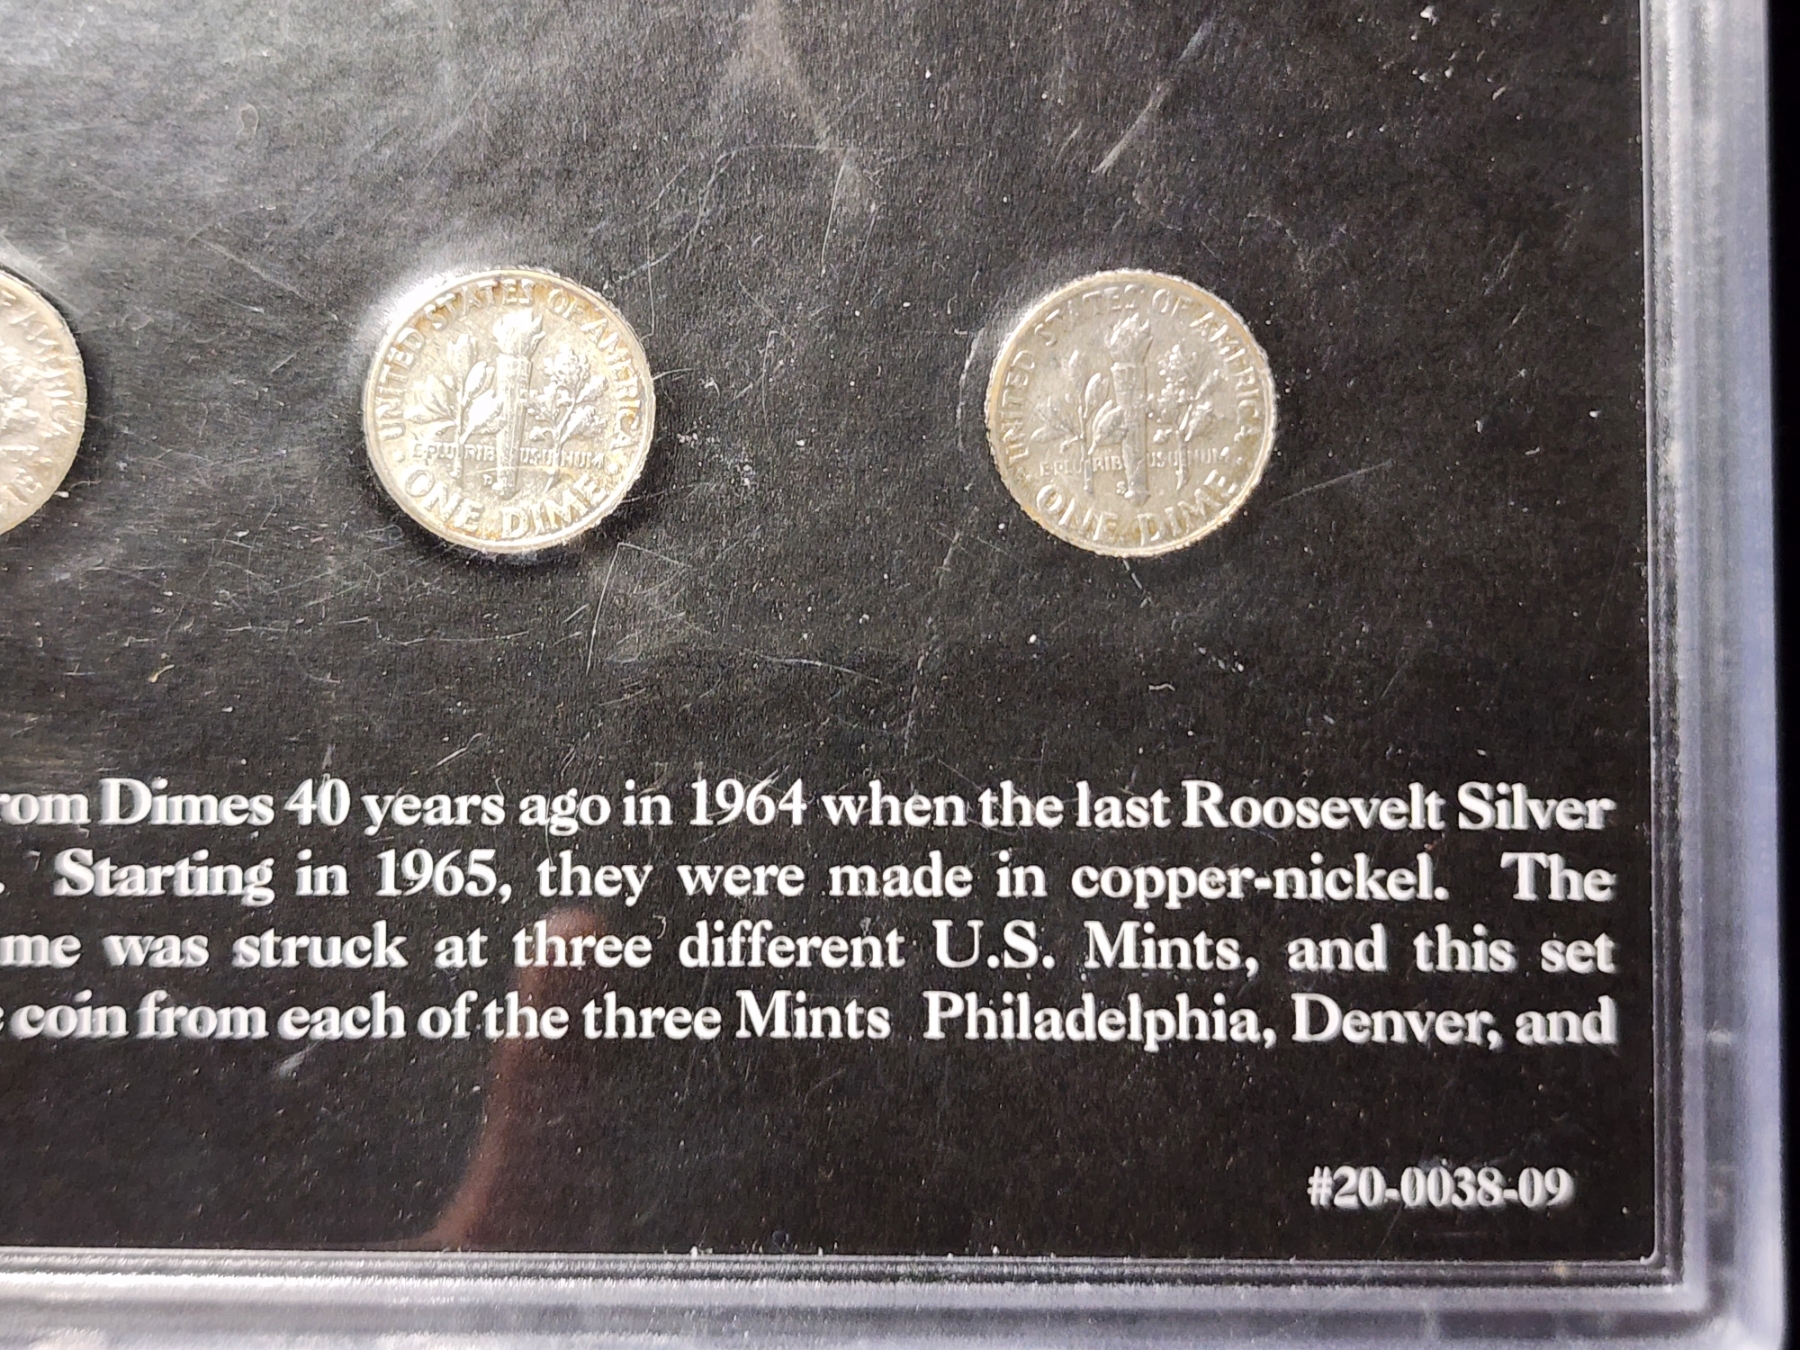 UNITED STATES OF AMERICA
E PLURIBUS UNUM
D
ONE DIME
UNITED STATES OF AMERICA
E PLURIBUS UNUM
S
ONE DIME
rom Dimes 40 years ago in 1964 when the last Roosevelt Silver
. Starting in 1965, they were made in copper-nickel. The
me was struck at three different U.S. Mints, and this set
coin from each of the three Mints Philadelphia, Denver, and
#20-0038-09